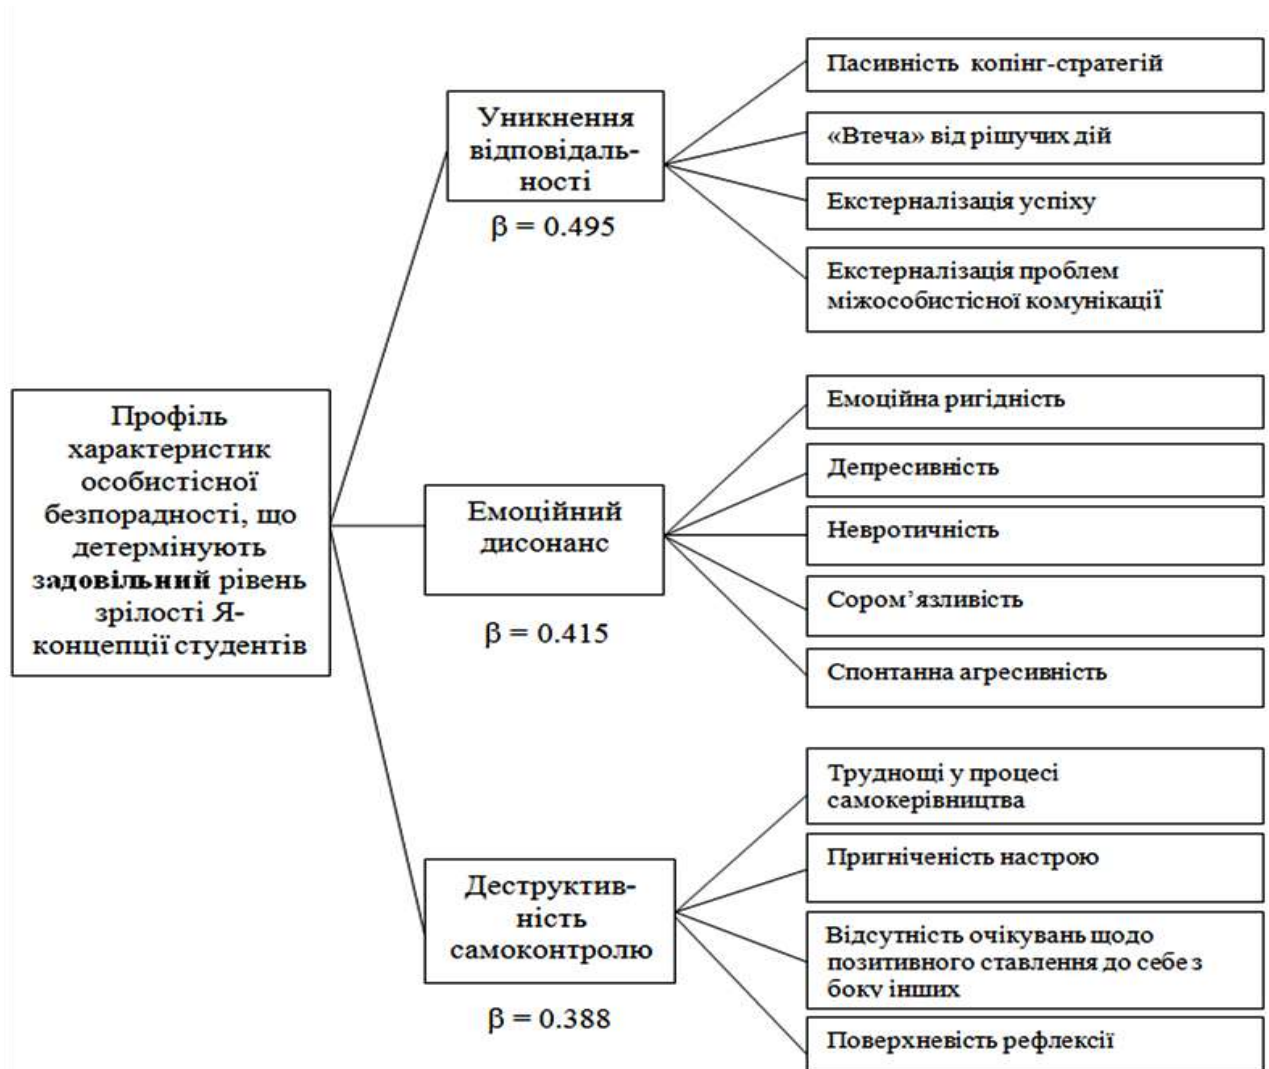 Профіль
характеристик
особистісної
безпорадності, що
детермінують
задовільний рівень
зрілості Я-
концепції студентів
Уникнення
відповідаль-
ності
β = 0.495
Пасивність копінг-стратегій
«Втеча» від рішучих дій
Екстерналізація успіху
Екстерналізація проблем
міжособистісної комунікації
Емоційний
дисонанс
β = 0.415
Емоційна ригідність
Депресивність
Невротичність
Сором’язливість
Спонтанна агресивність
Деструктив-
ність
самоконтролю
β = 0.388
Труднощі у процесі
самокерівництва
Пригніченість настрою
Відсутність очікувань щодо
позитивного ставлення до себе з
боку інших
Поверхневість рефлексії